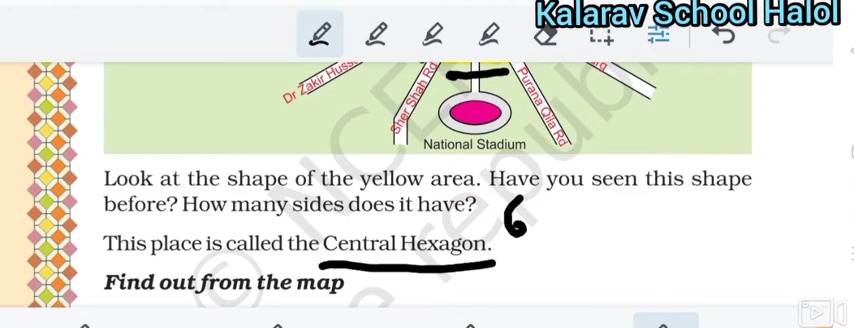 Kalarav School Halol
Dr Zakir Huss
Sher Shah Rd
Purana Qila Rd
National Stadium
Look at the shape of the yellow area. Have you seen this shape
before? How many sides does it have?
6
This place is called the Central Hexagon.
Find out from the map